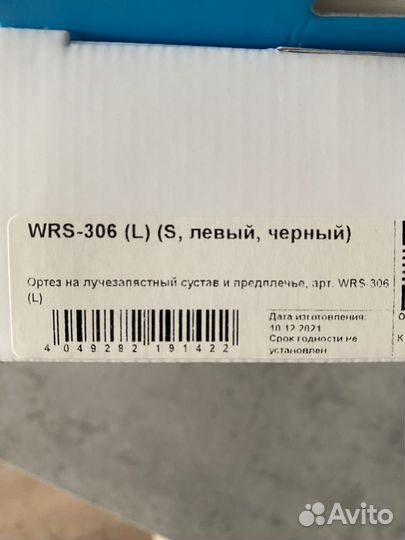 WRS-306 (L) (S, левый, черный)
Ортез на лучезапястный сустав и предплечье, арт. WRS-306
(L)
Дата изготовления:
10.12.2021
Срок годности не
установлен
4 049282 191422
О
К
Avito